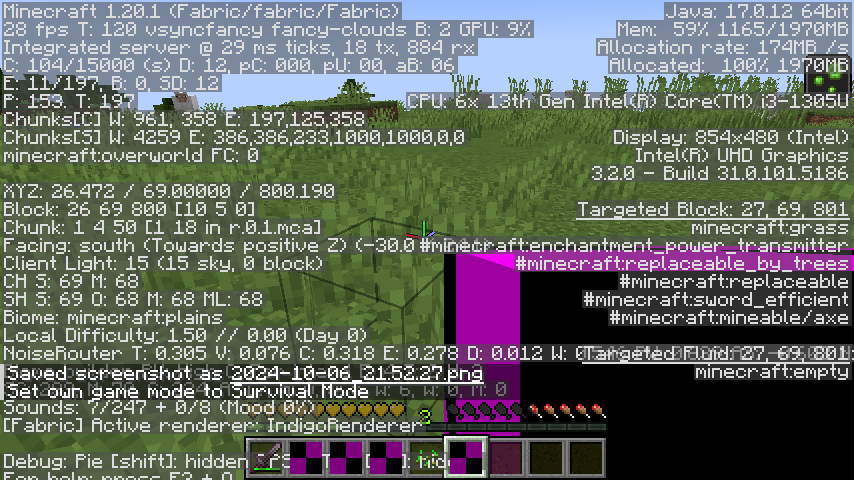 Minecraft 1.20.1 (Fabric/fabric/Fabric)
28 fps T: 120 vsyncfancy fancy-clouds B: 2 GPU: 9%
Integrated server @ 29 ms ticks, 18 tx, 884 rx
C: 104/15000 (s) D: 12, pC: 000, pU: 00, aB: 06
E: 11/197, B: 0, SD: 12
P: 153. T: 197
Chunks[C] W: 961, 358 E: 197,125,358
Chunks[S] W: 4259 E: 386,386,233,1000,1000,0,0
minecraft:overworld FC: 0
XYZ: 26.472 / 69.00000 / 800.190
Block: 26 69 800 [10 5 0]
Chunk: 1 4 50 [1 18 in r.0.1.mca]
Facing: south (Towards positive Z) (-30.0
Client Light: 15 (15 sky, 0 block)
CH S: 69 M: 68
SH S: 69 O: 68 M: 68 ML: 68
Biome: minecraft:plains
Local Difficulty: 1.50 // 0.00 (Day 0)
NoiseRouter T: 0.305 V: 0.076 C: 0.318 E: 0.278 D: 0.012 W:
Saved screenshot as 2024-10-06_21.52.27.png
Set own game mode to Survival Mode
W: 6, W: 0, M: 0
Sounds: 7/247 + 0/8 (Mood 0%)
[Fabric] Active renderer: IndigoRenderer
Debug: Pie [shift]: hidden
For help: press F3 + Q
Java: 17.0.12 64bit
Mem: 59% 1165/1970MB
Allocation rate: 174MB
Allocated: 100% 1970MB
CPU: 6x 13th Gen Intel(R) Core(TM) i3-1305U
Display: 854x480 (Intel)
Intel(R) UHD Graphics
3.2.0 - Build 31.0.101.5186
Targeted Block: 27, 69, 801
minecraft:grass
#minecraft:enchantment_power_transmitter
#minecraft:replaceable_by_trees
#minecraft:replaceable
#minecraft:sword_efficient
#minecraft:mineable/axe
Targeted Fluid: 27, 69, 801
minecraft:empty